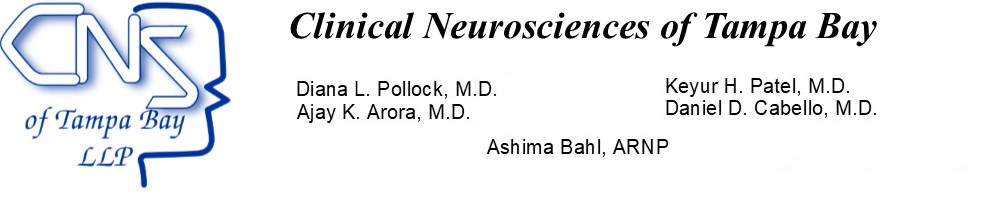 CNS
of Tampa Bay
LLP
Clinical Neurosciences of Tampa Bay
Diana L. Pollock, M.D.
Ajay K. Arora, M.D.
Keyur H. Patel, M.D.
Daniel D. Cabello, M.D.
Ashima Bahl, ARNP